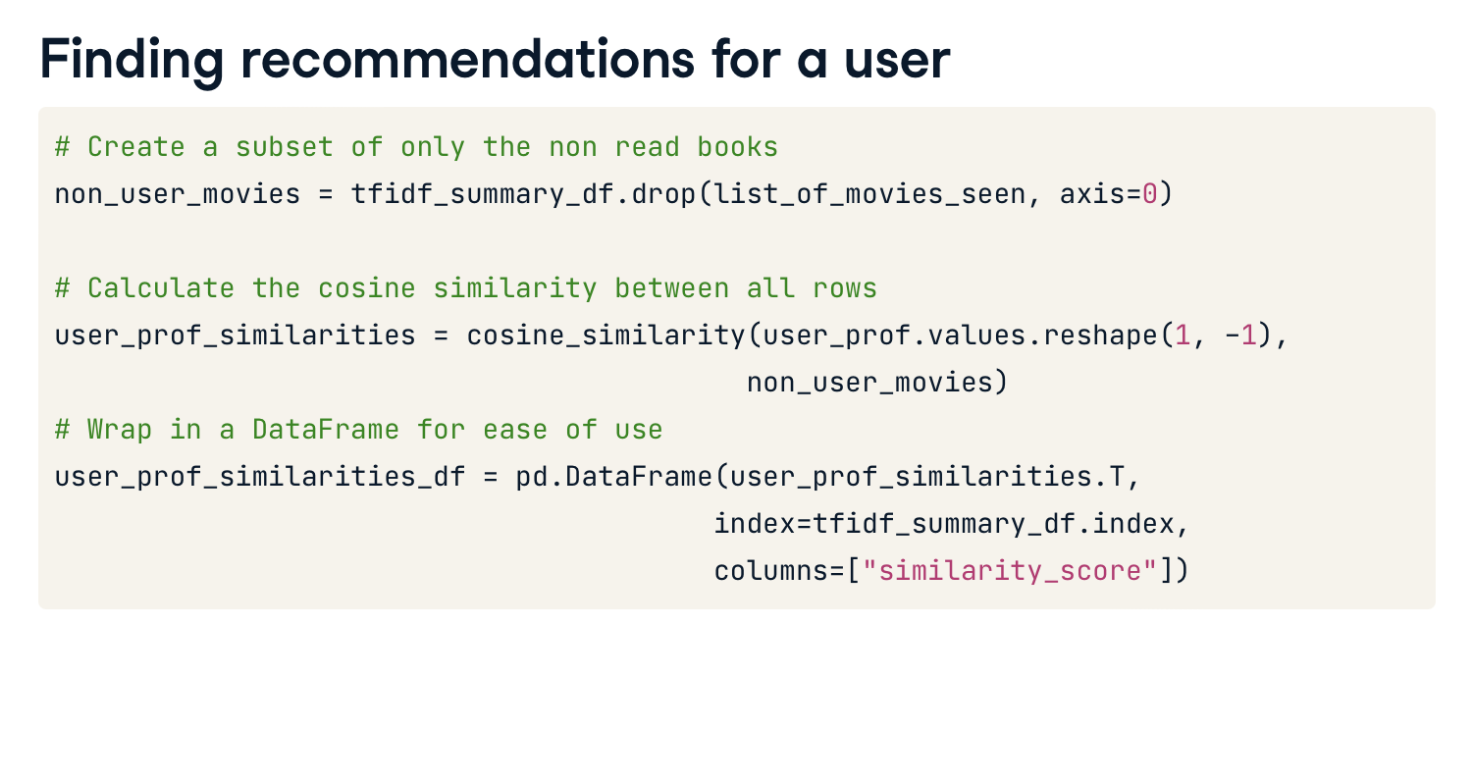 Finding recommendations for a user
# Create a subset of only the non read books
non_user_movies = tfidf_summary_df.drop(list_of_movies_seen, axis=0)
# Calculate the cosine similarity between all rows
user_prof_similarities = cosine_similarity(user_prof.values.reshape(1, -1),
non_user_movies)
# Wrap in a DataFrame for ease of use
user_prof_similarities_df = pd.DataFrame(user_prof_similarities.T,
index=tfidf_summary_df.index,
columns=["similarity_score"])